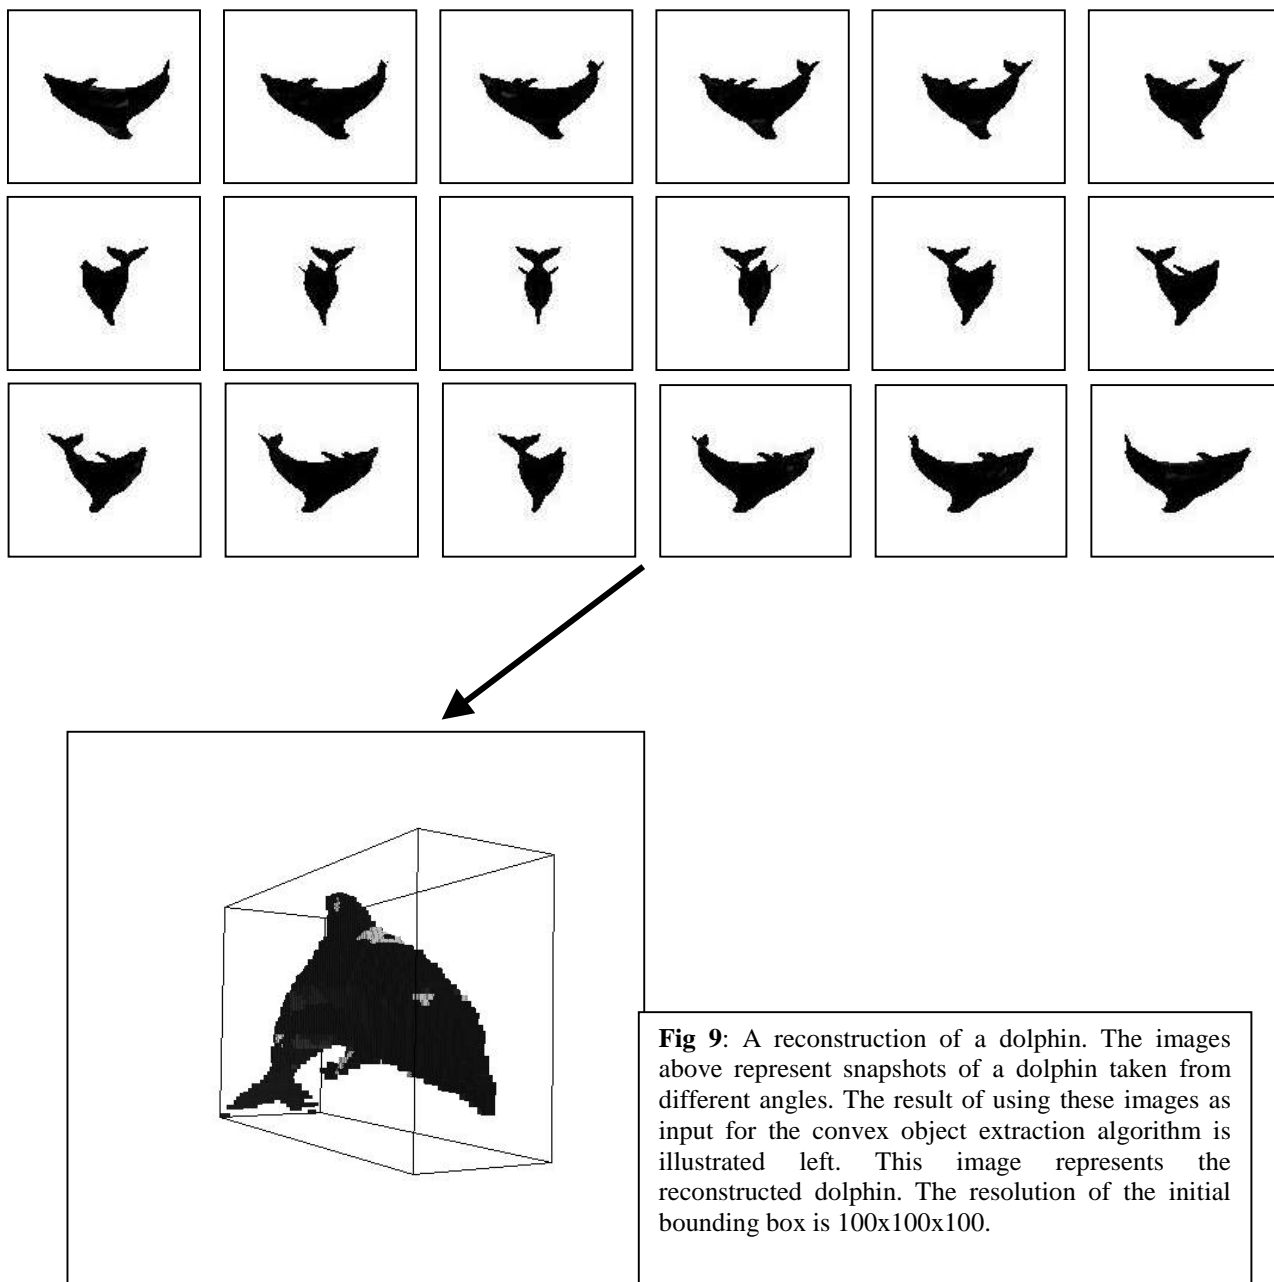 Fig 9: A reconstruction of a dolphin. The images
above represent snapshots of a dolphin taken from
different angles. The result of using these images as
input for the convex object extraction algorithm is
illustrated left. This image represents the
reconstructed dolphin. The resolution of the initial
bounding box is 100x100x100.